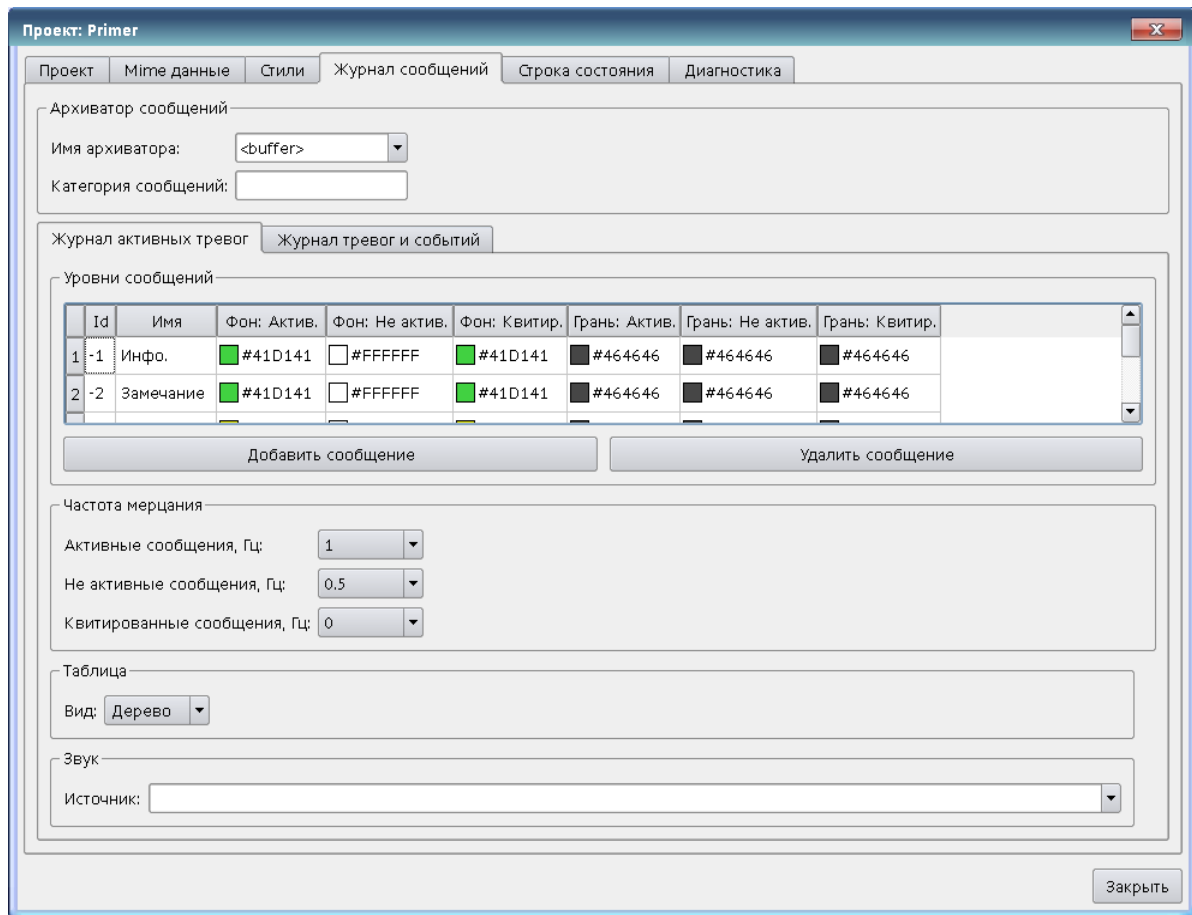 Проект: Primer
Проект Mime данные Стили Журнал сообщений Строка состояния Диагностика
Архиватор сообщений
Имя архиватора: <buffer>
Категория сообщений:
Журнал активных тревог Журнал тревог и событий
Уровни сообщений
Id Имя Фон: Актив. Фон: Не актив. Фон: Квитир. Грань: Актив. Грань: Не актив. Грань: Квитир.
1 -1 Инфо. #41D141 #FFFFFF #41D141 #464646 #464646 #464646
2 -2 Замечание #41D141 #FFFFFF #41D141 #464646 #464646 #464646
Добавить сообщение Удалить сообщение
Частота мерцания
Активные сообщения, Гц: 1
Не активные сообщения, Гц: 0.5
Квитированные сообщения, Гц: 0
Таблица
Вид: Дерево
Звук
Источник:
Закрыть